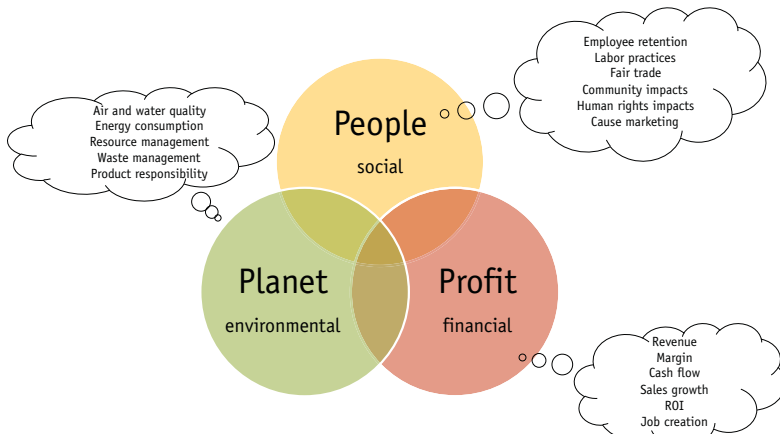 Employee retention
Labor practices
Fair trade
Community impacts
Human rights impacts
Cause marketing
Air and water quality
Energy consumption
Resource management
Waste management
Product responsibility
People
social
Planet
environmental
Profit
financial
Revenue
Margin
Cash flow
Sales growth
ROI
Job creation